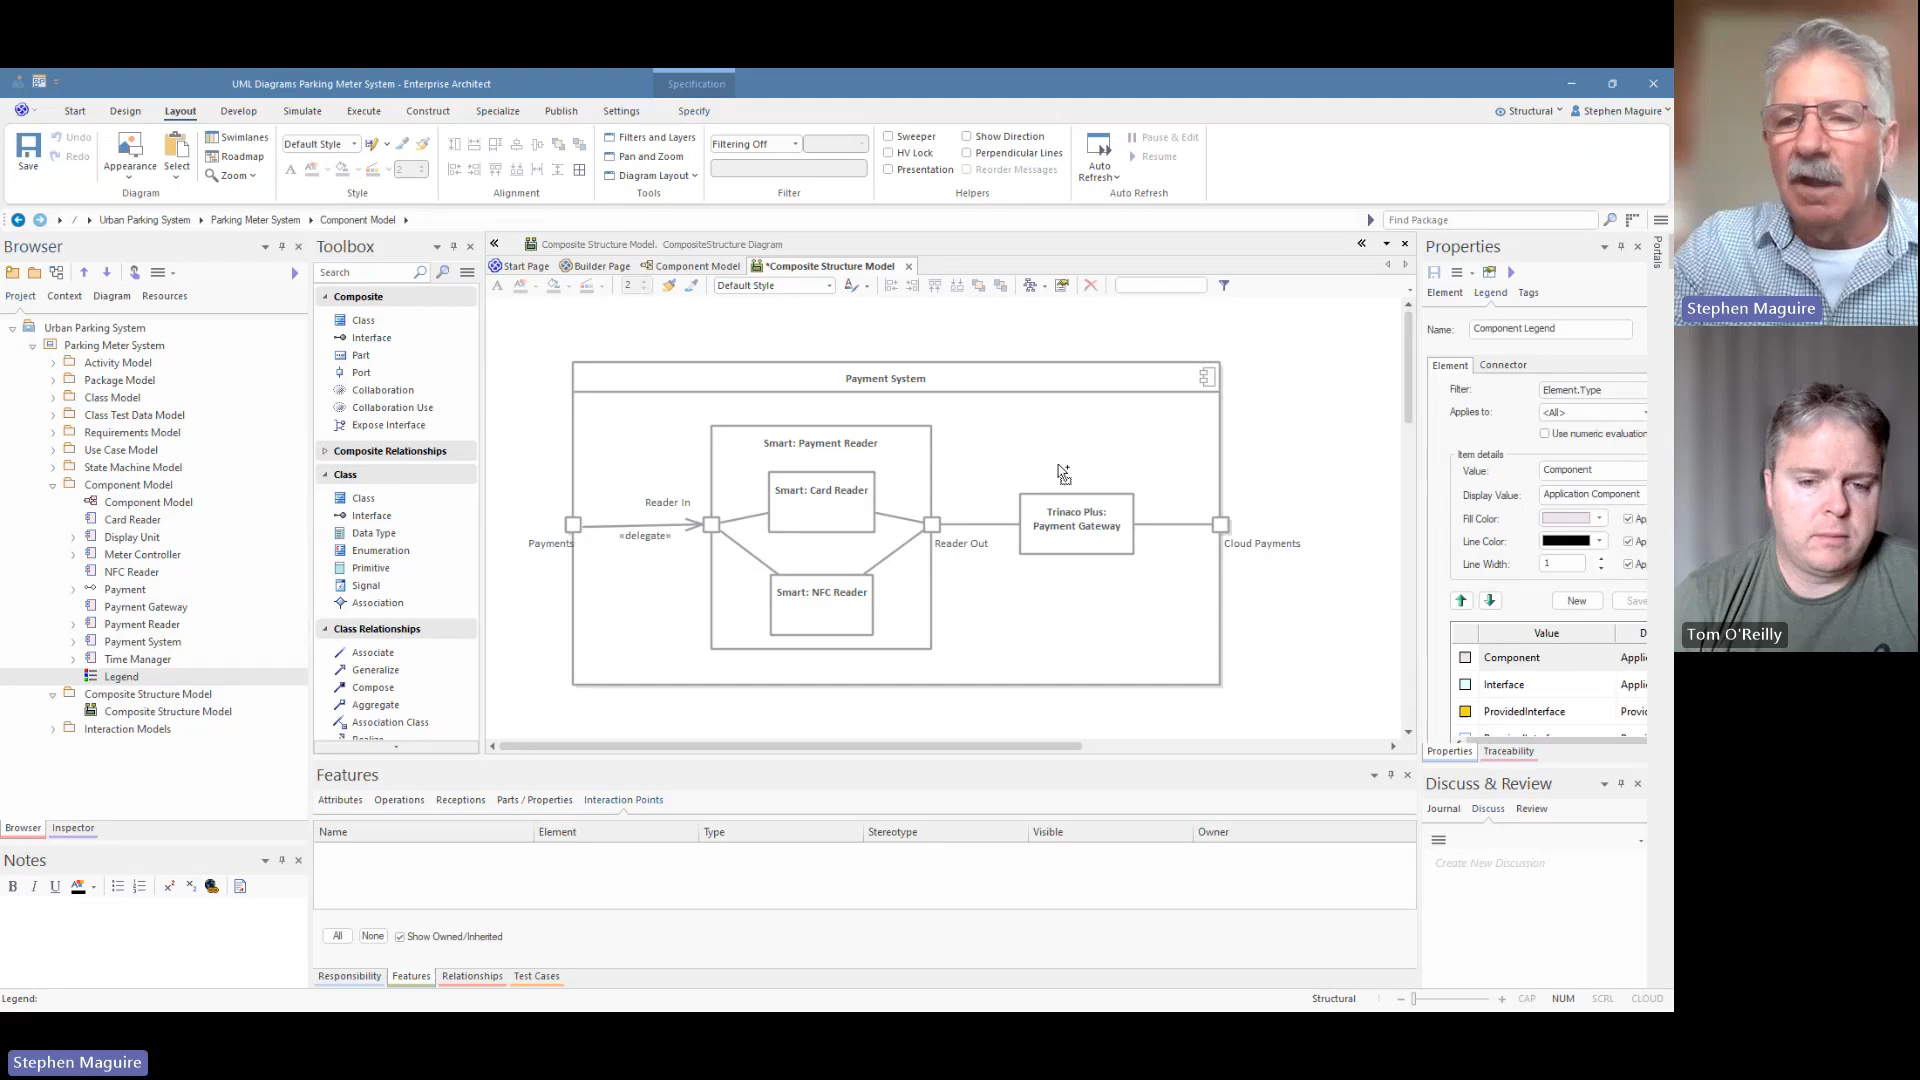 UML Diagrams Parking Meter System - Enterprise Architect
Specification
Start Design Layout Develop Simulate Execute Construct Specialize Publish Settings Specify
Structural Stephen Maguire
Save
Undo
Redo
Appearance
Select
Swimlanes
Roadmap
Zoom
Diagram
Default Style
2
Style
Alignment
Filters and Layers
Pan and Zoom
Diagram Layout
Tools
Filtering Off
Filter
Sweeper
HV Lock
Presentation
Show Direction
Perpendicular Lines
Reorder Messages
Helpers
Auto
Refresh
Pause & Edit
Resume
Auto Refresh
/ Urban Parking System Parking Meter System Component Model
Find Package
Portals
Browser
Project Context Diagram Resources
Urban Parking System
Parking Meter System
Activity Model
Package Model
Class Model
Class Test Data Model
Requirements Model
Use Case Model
State Machine Model
Component Model
Component Model
Card Reader
Display Unit
Meter Controller
NFC Reader
Payment
Payment Gateway
Payment Reader
Payment System
Time Manager
Legend
Composite Structure Model
Composite Structure Model
Interaction Models
Browser Inspector
Notes
B I U
Legend:
Toolbox
Search
Composite
Class
Interface
Part
Port
Collaboration
Collaboration Use
Expose Interface
Composite Relationships
Class
Class
Interface
Data Type
Enumeration
Primitive
Signal
Association
Class Relationships
Associate
Generalize
Compose
Aggregate
Association Class
Composite Structure Model. CompositeStructure Diagram
Start Page Builder Page Component Model *Composite Structure Model
2 Default Style
Payment System
Smart: Payment Reader
Smart: Card Reader
Reader In
«delegate»
Payments
Trinaco Plus:
Payment Gateway
Reader Out
Cloud Payments
Smart: NFC Reader
Features
Attributes Operations Receptions Parts / Properties Interaction Points
Name Element Type Stereotype Visible Owner
All None Show Owned/Inherited
Responsibility Features Relationships Test Cases
Properties
Element Legend Tags
Name: Component Legend
Element Connector
Filter: Element.Type
Applies to: <All>
Use numeric evaluation
Item details
Value: Component
Display Value: Application Component
Fill Color: Ap
Line Color: Ap
Line Width: 1 Ap
New Save
Value D
Component Appli
Interface Appli
ProvidedInterface Provi
Properties Traceability
Discuss & Review
Journal Discuss Review
Create New Discussion
Structural CAP NUM SCRL CLOUD
Stephen Maguire
Tom O'Reilly
Stephen Maguire